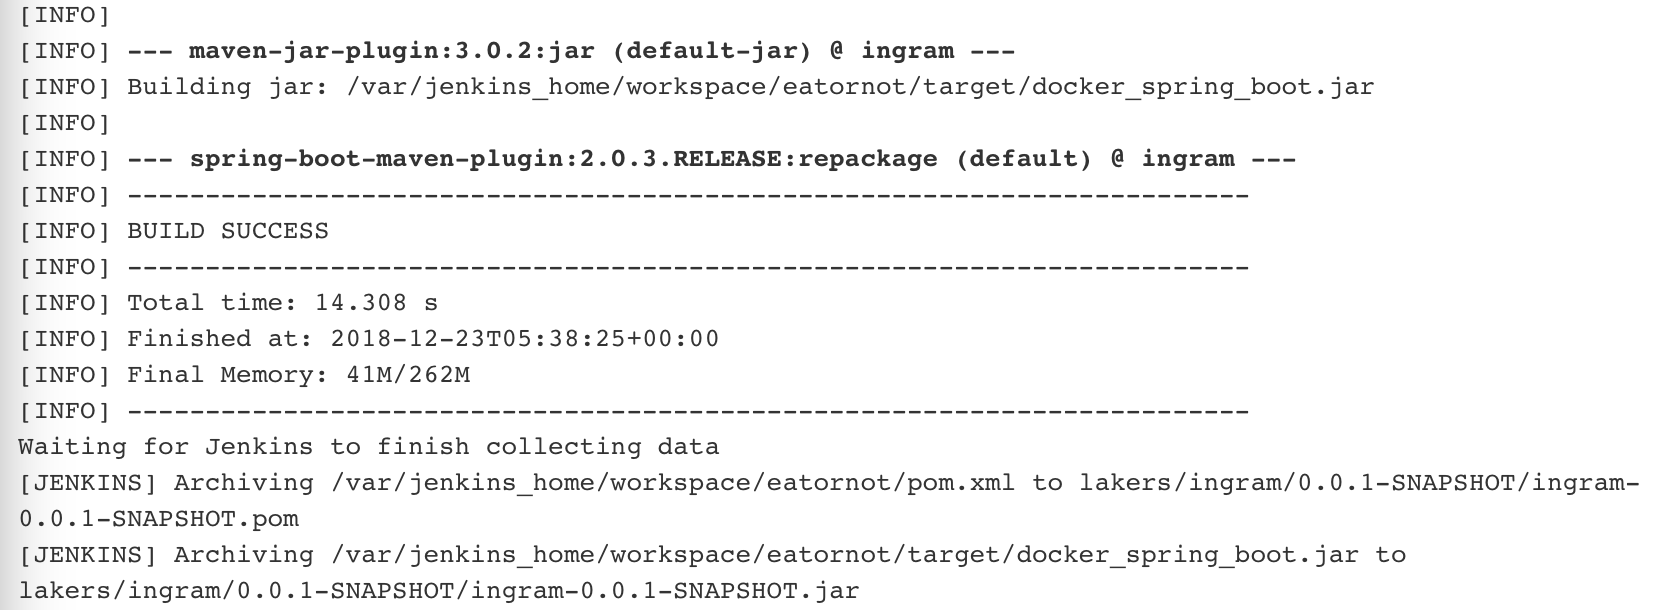 [INFO]
[INFO] --- maven-jar-plugin:3.0.2:jar (default-jar) @ ingram ---
[INFO] Building jar: /var/jenkins_home/workspace/eatornot/target/docker_spring_boot.jar
[INFO]
[INFO] --- spring-boot-maven-plugin:2.0.3.RELEASE:repackage (default) @ ingram ---
[INFO] ------------------------------------------------------------------------
[INFO] BUILD SUCCESS
[INFO] ------------------------------------------------------------------------
[INFO] Total time: 14.308 s
[INFO] Finished at: 2018-12-23T05:38:25+00:00
[INFO] Final Memory: 41M/262M
[INFO] ------------------------------------------------------------------------
Waiting for Jenkins to finish collecting data
[JENKINS] Archiving /var/jenkins_home/workspace/eatornot/pom.xml to lakers/ingram/0.0.1-SNAPSHOT/ingram-
0.0.1-SNAPSHOT.pom
[JENKINS] Archiving /var/jenkins_home/workspace/eatornot/target/docker_spring_boot.jar to
lakers/ingram/0.0.1-SNAPSHOT/ingram-0.0.1-SNAPSHOT.jar